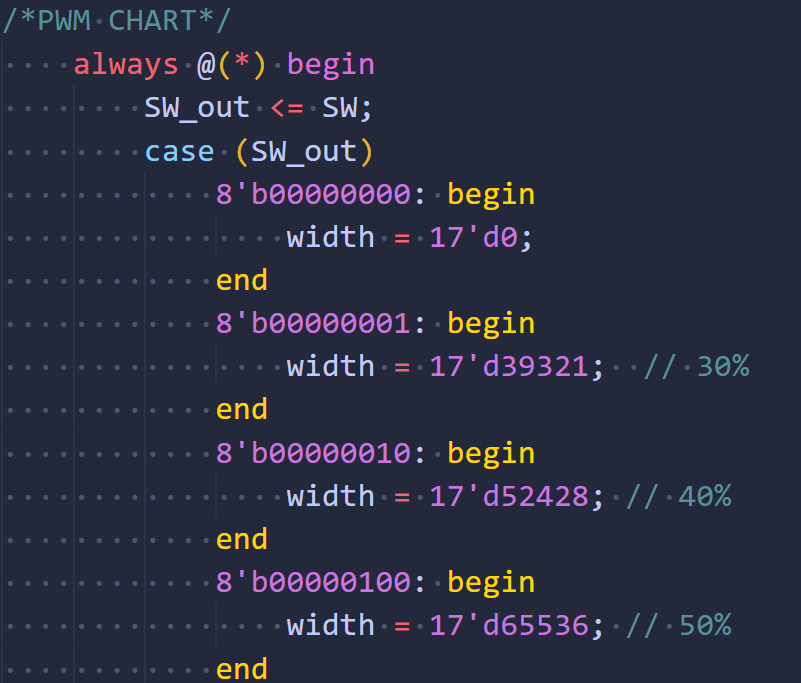 /*PWM CHART*/
always @(*) begin
SW_out <= SW;
case (SW_out)
8'b00000000: begin
width = 17'd0;
end
8'b00000001: begin
width = 17'd39321; // 30%
end
8'b00000010: begin
width = 17'd52428; // 40%
end
8'b00000100: begin
width = 17'd65536; // 50%
end